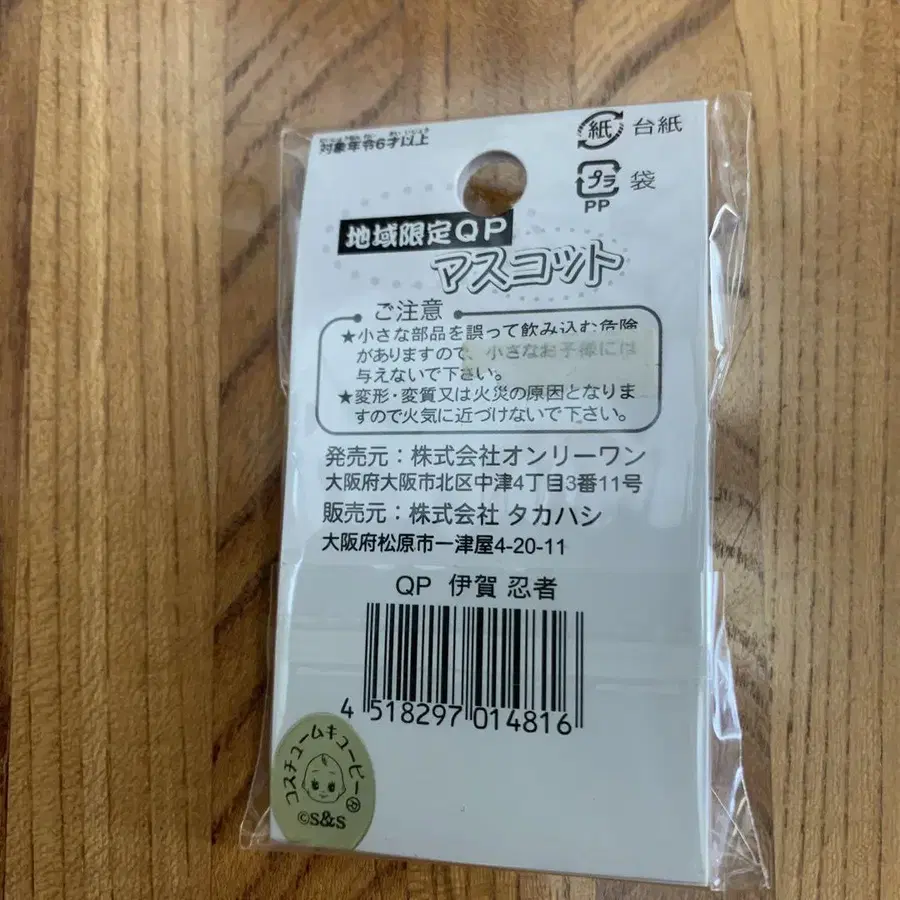 対象年令6才以上
紙 台紙
プラ 袋
PP
地域限定QP
マスコット
ご注意
★小さな部品を誤って飲み込む危険
がありますので、小さなお子様には
与えないで下さい。
★変形・変質又は火災の原因となりま
すので火気に近づけないで下さい。
発売元：株式会社オンリーワン
大阪府大阪市北区中津4丁目3番11号
販売元：株式会社 タカハシ
大阪府松原市一津屋4-20-11
QP 伊賀 忍者
4 518297 014816
コスチュームキューピー
©S&S